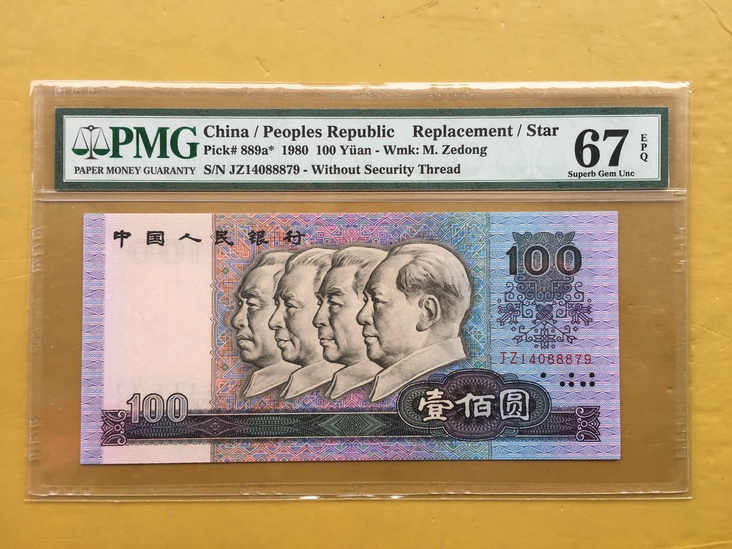 PMG
PAPER MONEY GUARANTY
China / Peoples Republic Replacement / Star
Pick# 889a* 1980 100 Yüan - Wmk: M. Zedong
S/N JZ14088879 - Without Security Thread
67 EPQ
Superb Gem Unc
中国人民银行
100
JZ14088879
100
壹佰圆